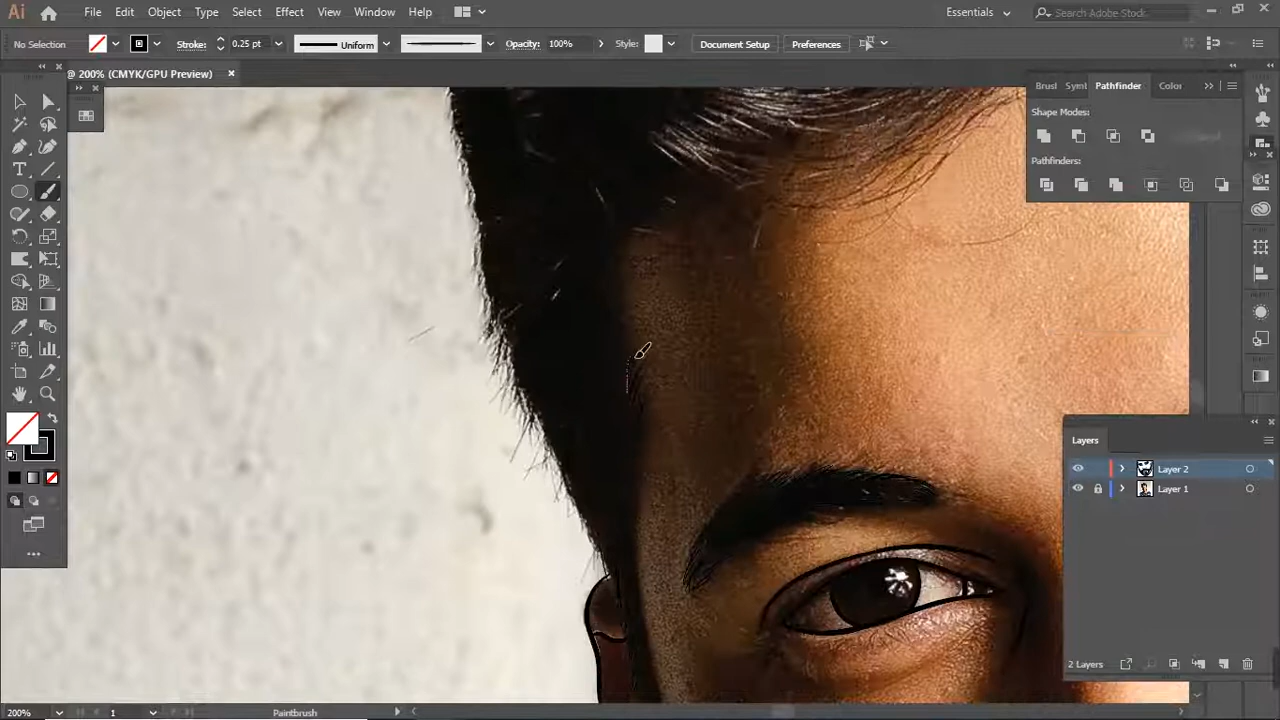 Ai File Edit Object Type Select Effect View Window Help Essentials Search Adobe Stock
No Selection Stroke: 0.25 pt Uniform Opacity: 100% Style: Document Setup Preferences
@ 200% (CMYK/GPU Preview)
Brusl Symt Pathfinder Color
Shape Modes:
Pathfinders:
Layers
Layer 2
Layer 1
2 Layers
200% 1 Paintbrush